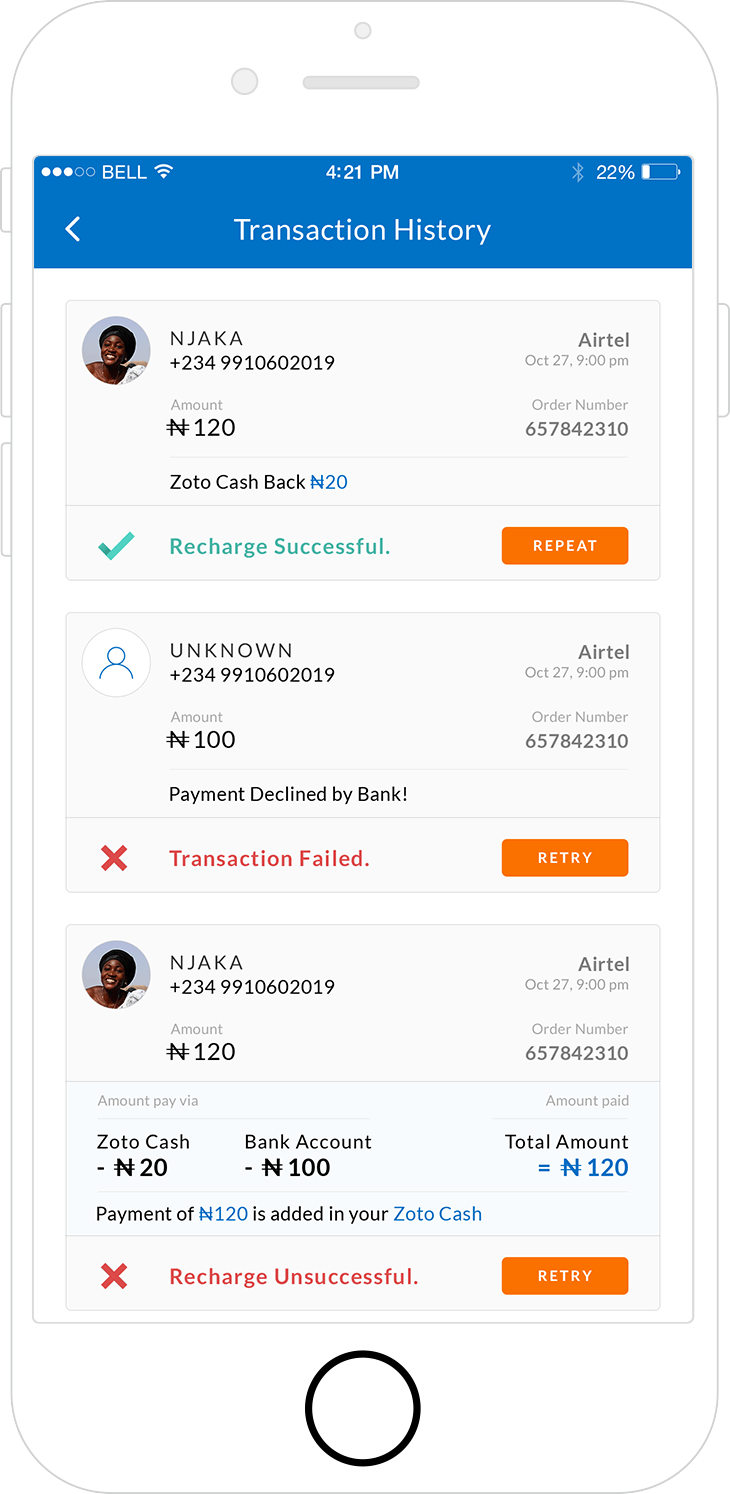 BELL 4:21 PM 22%
Transaction History
NJAKA Airtel
+234 9910602019 Oct 27, 9:00 pm
Amount Order Number
₦ 120 657842310
Zoto Cash Back ₦20
Recharge Successful. REPEAT
UNKNOWN Airtel
+234 9910602019 Oct 27, 9:00 pm
Amount Order Number
₦ 100 657842310
Payment Declined by Bank!
Transaction Failed. RETRY
NJAKA Airtel
+234 9910602019 Oct 27, 9:00 pm
Amount Order Number
₦ 120 657842310
Amount pay via Amount paid
Zoto Cash Bank Account Total Amount
- ₦ 20 - ₦ 100 = ₦ 120
Payment of ₦120 is added in your Zoto Cash
Recharge Unsuccessful. RETRY